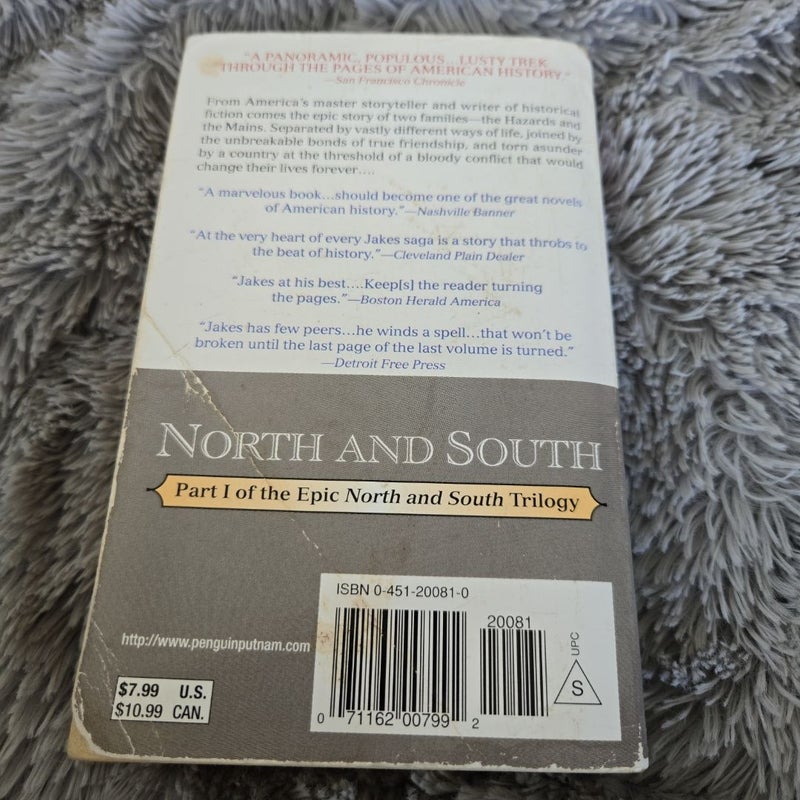 "A PANORAMIC, POPULOUS...LUSTY TREK
THROUGH THE PAGES OF AMERICAN HISTORY."
—San Francisco Chronicle
From America's master storyteller and writer of historical
fiction comes the epic story of two families—the Hazards and
the Mains. Separated by vastly different ways of life, joined by
the unbreakable bonds of true friendship, and torn asunder
by a country at the threshold of a bloody conflict that would
change their lives forever....
"A marvelous book...should become one of the great novels
of American history."—Nashville Banner
"At the very heart of every Jakes saga is a story that throbs to
the beat of history."—Cleveland Plain Dealer
"Jakes at his best....Keep[s] the reader turning
the pages."—Boston Herald America
"Jakes has few peers...he winds a spell...that won't be
broken until the last page of the last volume is turned."
—Detroit Free Press
NORTH AND SOUTH
Part I of the Epic North and South Trilogy
ISBN 0-451-20081-0
20081
UPC
S
http://www.penguinputnam.com
$7.99 U.S.
$10.99 CAN.
0 71162 00799 2